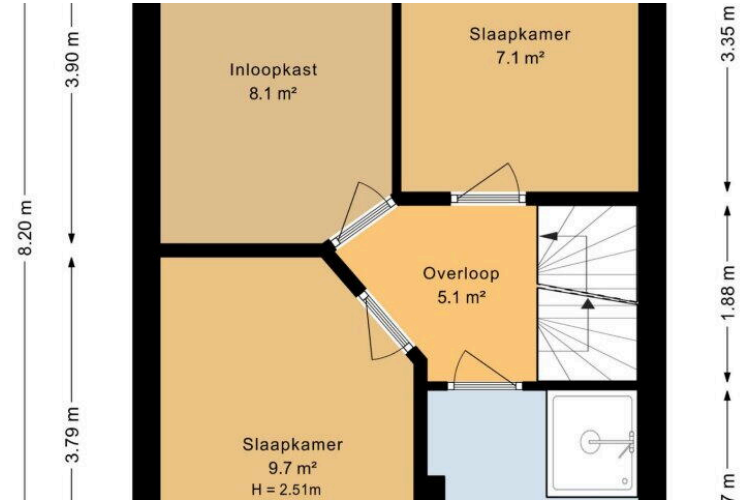 3.90 m
8.20 m
3.79 m
Inloopkast
8.1 m²
Slaapkamer
7.1 m²
Overloop
5.1 m²
Slaapkamer
9.7 m²
H = 2.51m
3.35 m
1.88 m
7 m